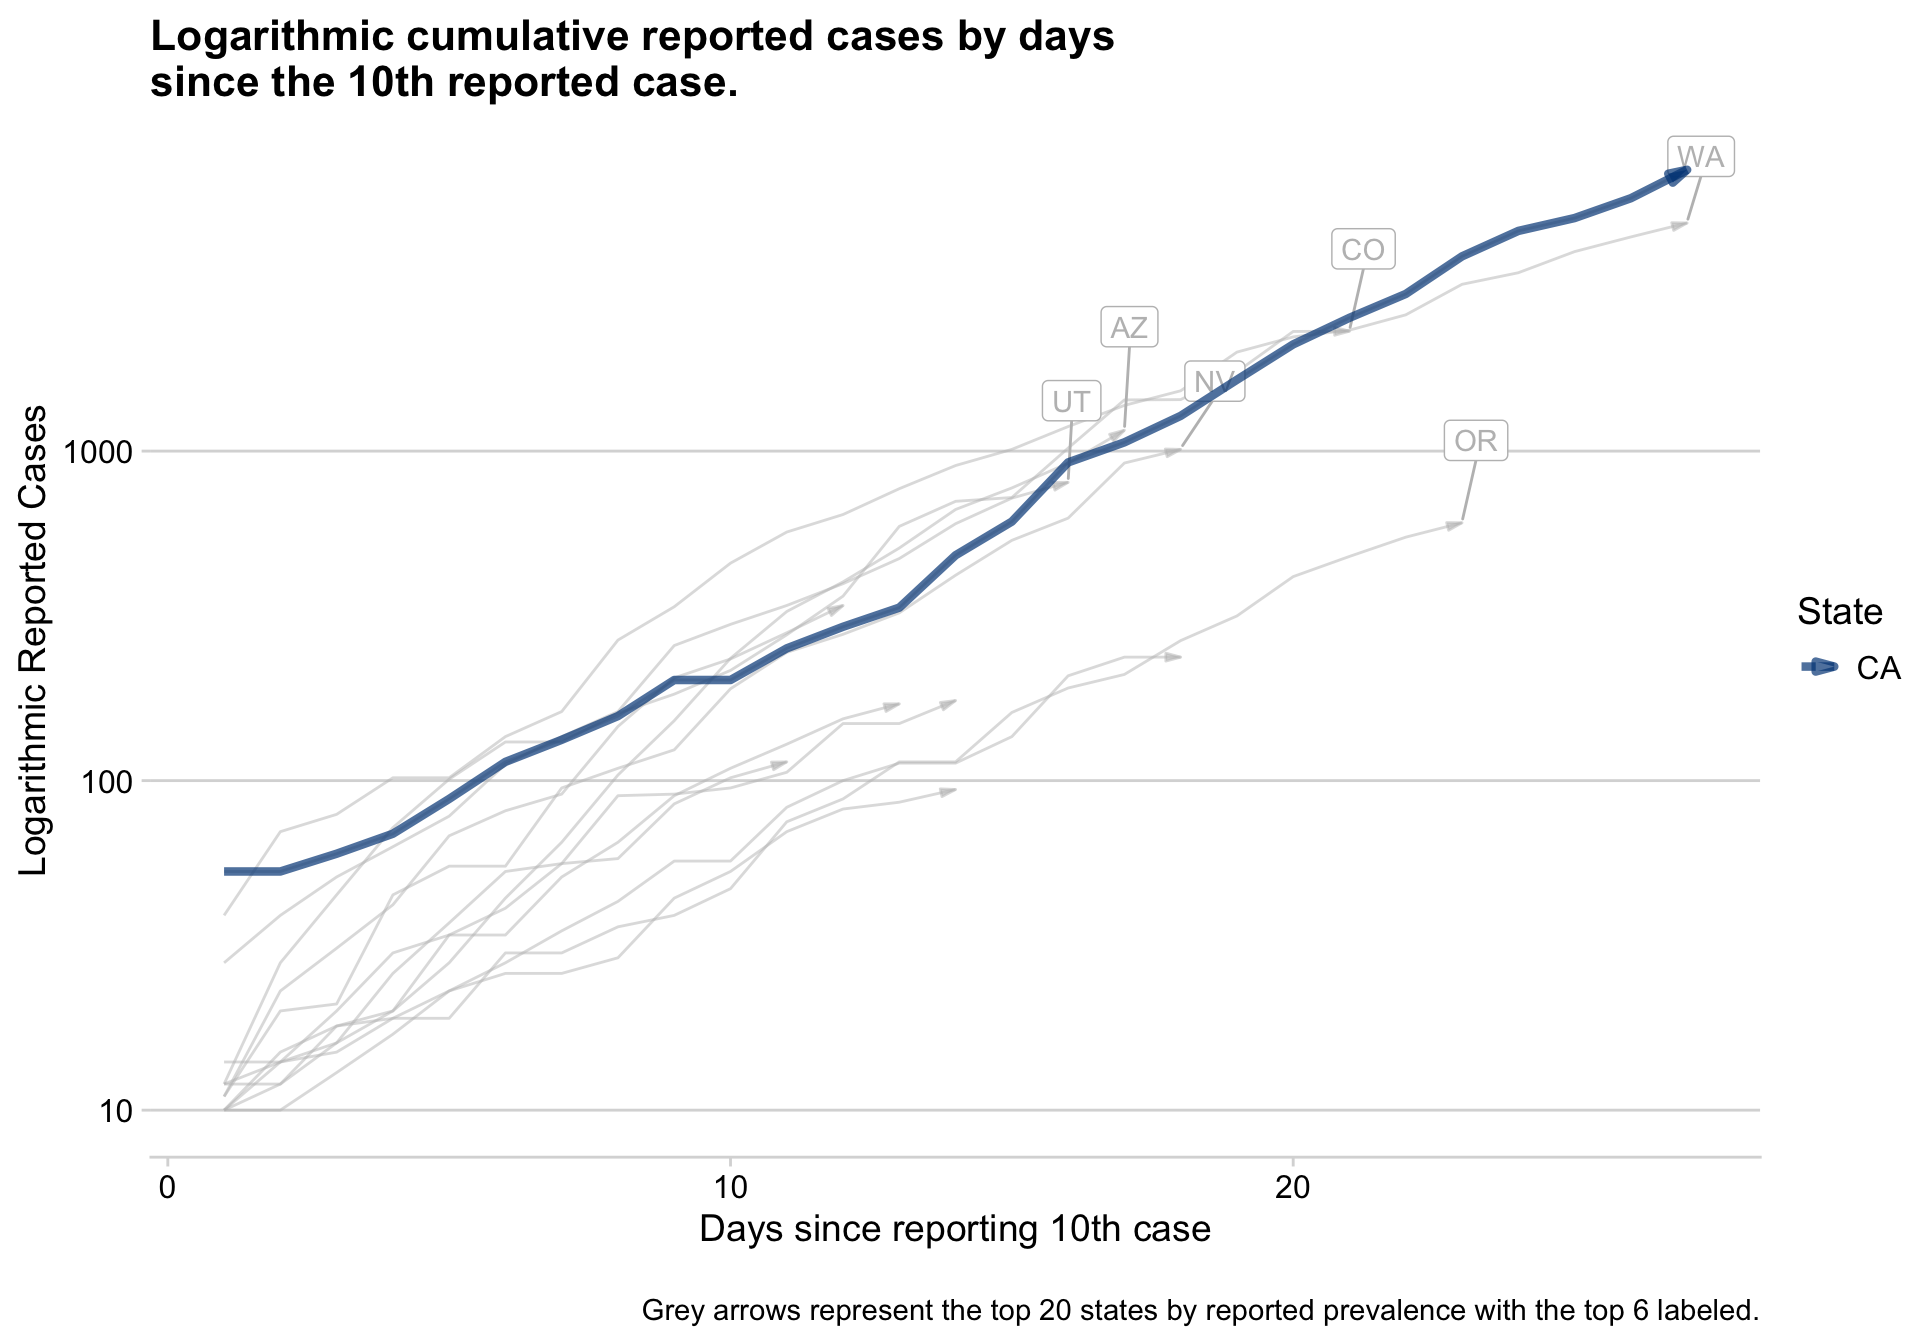 Logarithmic cumulative reported cases by days
since the 10th reported case.
WA
CO
AZ
NV
UT
OR
Logarithmic Reported Cases
1000
100
10
State
CA
0
10
20
Days since reporting 10th case
Grey arrows represent the top 20 states by reported prevalence with the top 6 labeled.